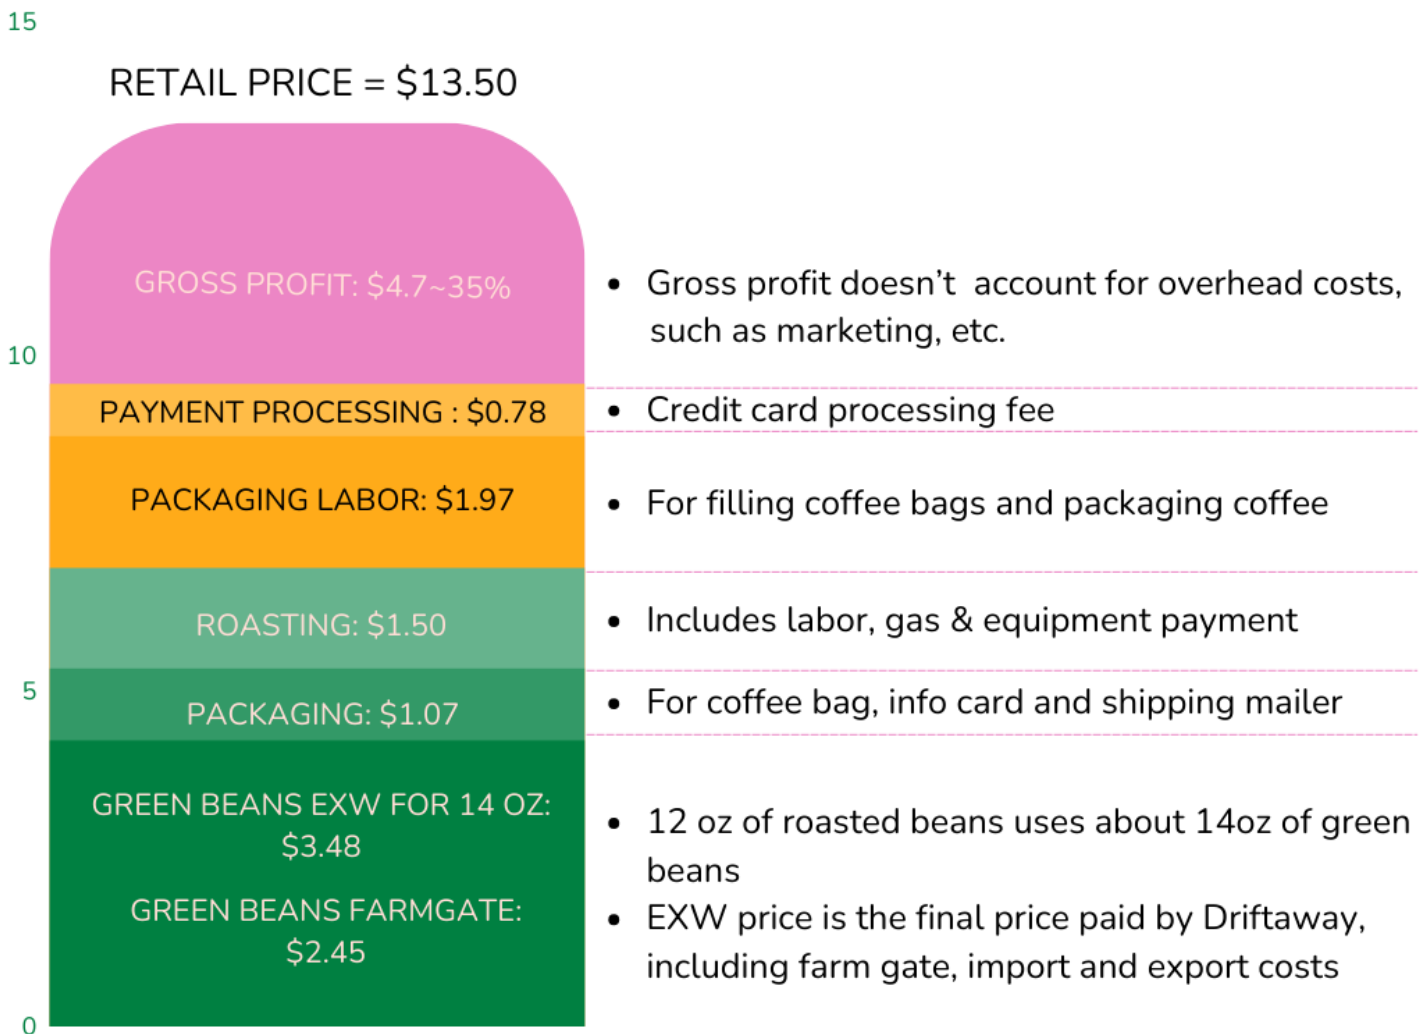 15
RETAIL PRICE = $13.50
GROSS PROFIT: $4.7~35%
• Gross profit doesn’t  account for overhead costs,
such as marketing, etc.
10
PAYMENT PROCESSING : $0.78
• Credit card processing fee
PACKAGING LABOR: $1.97
• For filling coffee bags and packaging coffee
ROASTING: $1.50
• Includes labor, gas & equipment payment
5
PACKAGING: $1.07
• For coffee bag, info card and shipping mailer
GREEN BEANS EXW FOR 14 OZ:
$3.48
GREEN BEANS FARMGATE:
$2.45
• 12 oz of roasted beans uses about 14oz of green
beans
• EXW price is the final price paid by Driftaway,
including farm gate, import and export costs
0